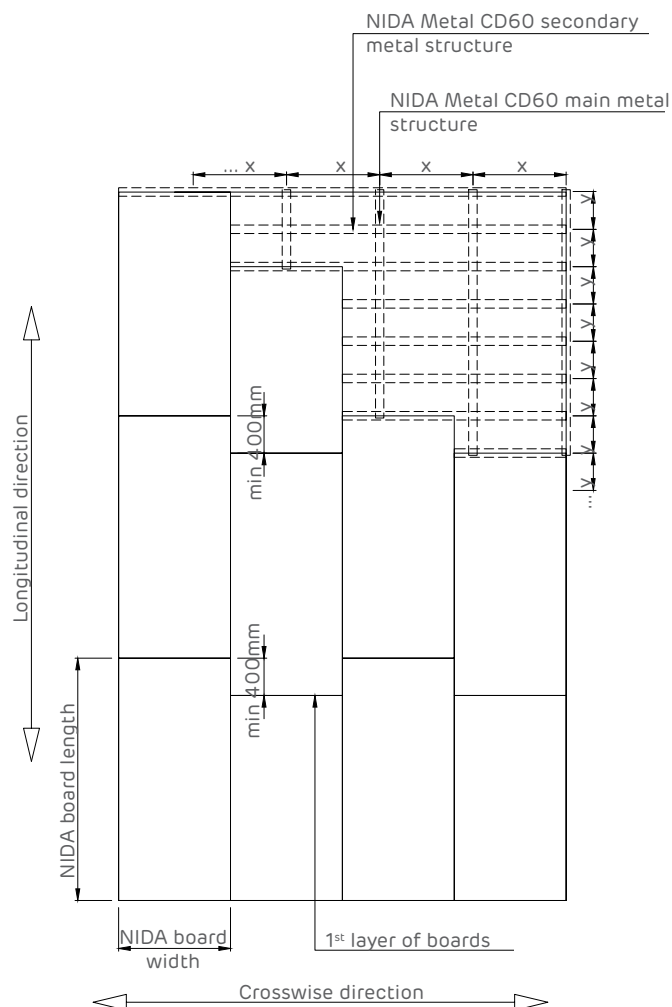 NIDA Metal CD60 secondary
metal structure
NIDA Metal CD60 main metal
structure
... x
x
x
x
y
y
y
y
y
y
y
y ...
Longitudinal direction
min 400mm
min 400mm
NIDA board length
NIDA board
width
1st layer of boards
Crosswise direction